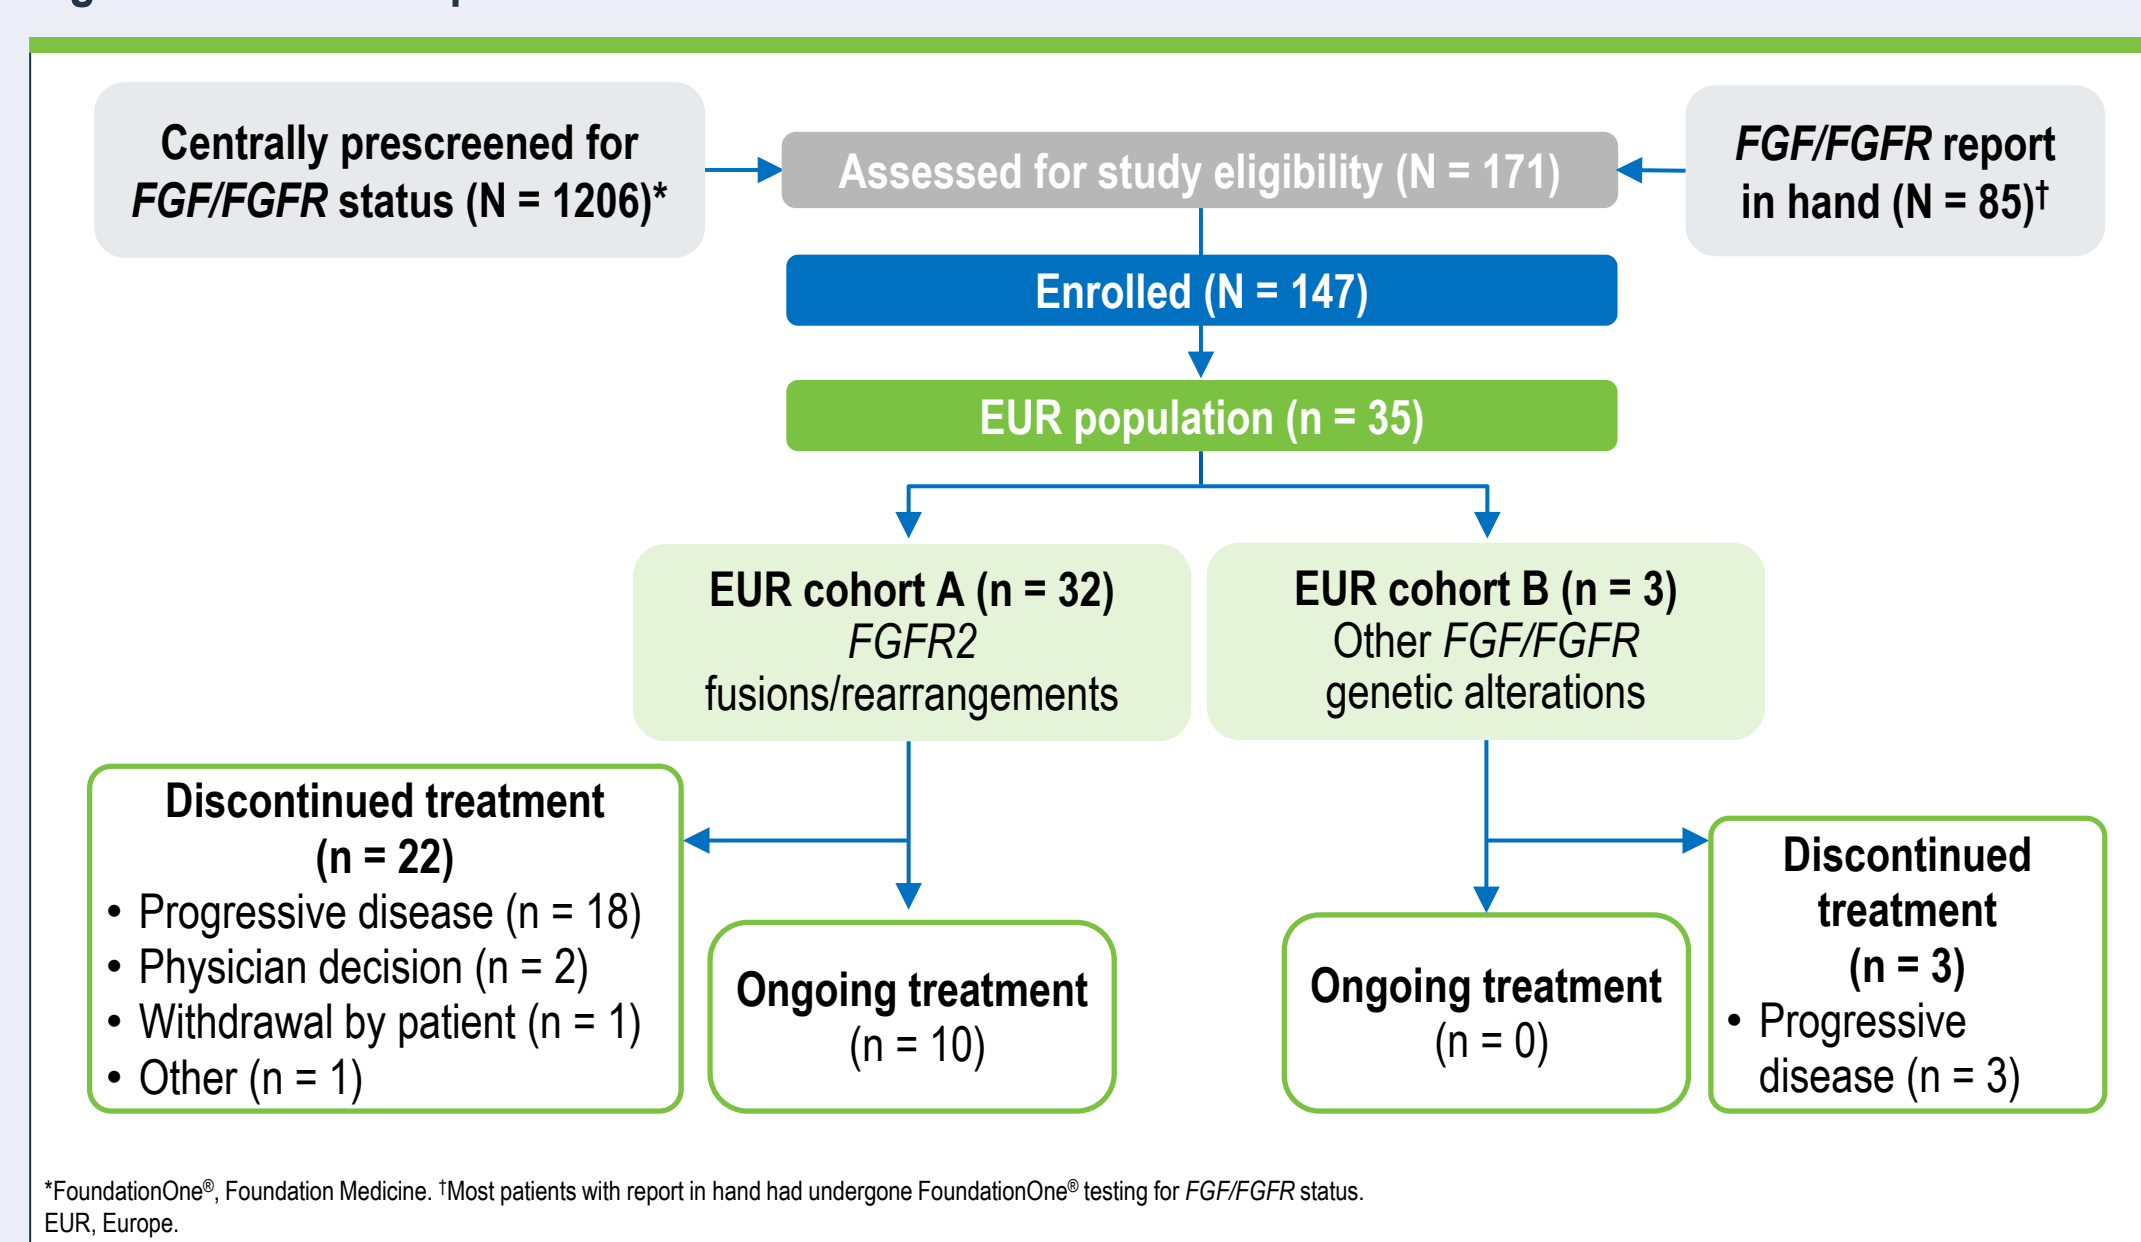 Centrally prescreened for
FGF/FGFR status (N = 1206)*
Assessed for study eligibility (N = 171)
FGF/FGFR report
in hand (N = 85)†
Enrolled (N = 147)
EUR population (n = 35)
EUR cohort A (n = 32)
FGFR2
fusions/rearrangements
EUR cohort B (n = 3)
Other FGF/FGFR
genetic alterations
Discontinued treatment
(n = 22)
• Progressive disease (n = 18)
• Physician decision (n = 2)
• Withdrawal by patient (n = 1)
• Other (n = 1)
Ongoing treatment
(n = 10)
Ongoing treatment
(n = 0)
Discontinued
treatment
(n = 3)
• Progressive
disease (n = 3)
*FoundationOne®, Foundation Medicine. †Most patients with report in hand had undergone FoundationOne® testing for FGF/FGFR status.
EUR, Europe.